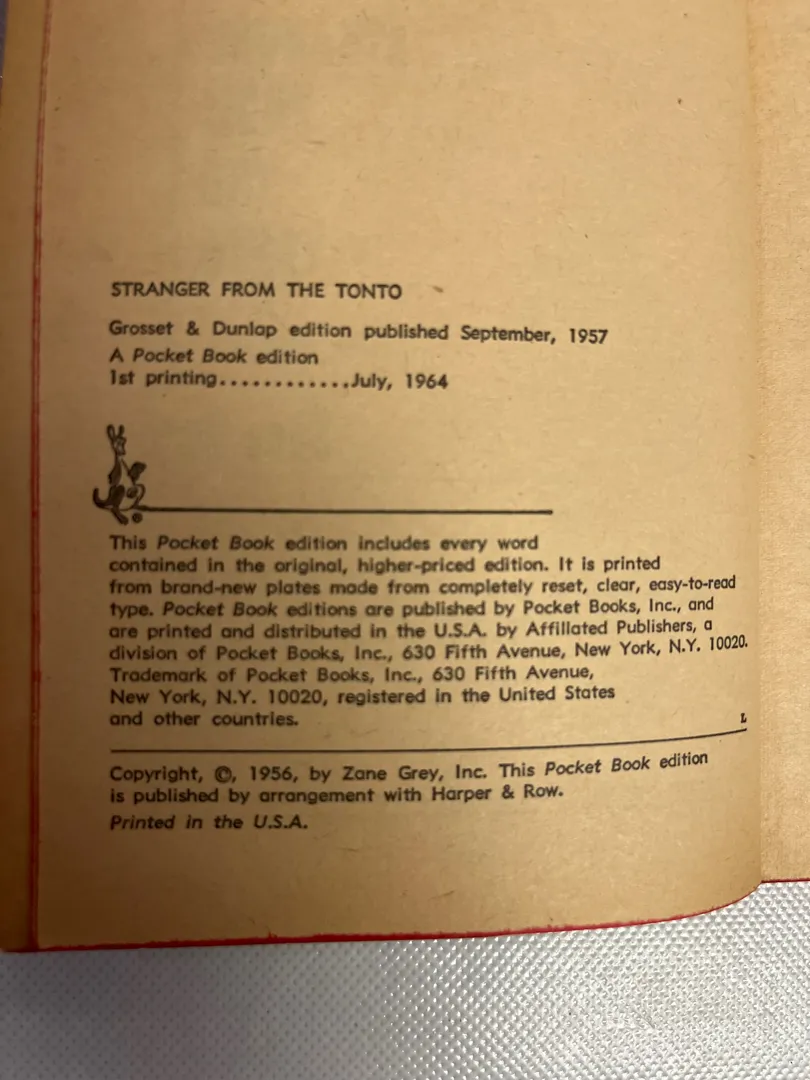 STRANGER FROM THE TONTO
Grosset & Dunlap edition published September, 1957
A Pocket Book edition
1st printing............July, 1964
This Pocket Book edition includes every word
contained in the original, higher-priced edition. It is printed
from brand-new plates made from completely reset, clear, easy-to-read
type. Pocket Book editions are published by Pocket Books, Inc., and
are printed and distributed in the U.S.A. by Affiliated Publishers, a
division of Pocket Books, Inc., 630 Fifth Avenue, New York, N.Y. 10020.
Trademark of Pocket Books, Inc., 630 Fifth Avenue,
New York, N.Y. 10020, registered in the United States
and other countries.
L
Copyright, ©, 1956, by Zane Grey, Inc. This Pocket Book edition
is published by arrangement with Harper & Row.
Printed in the U.S.A.